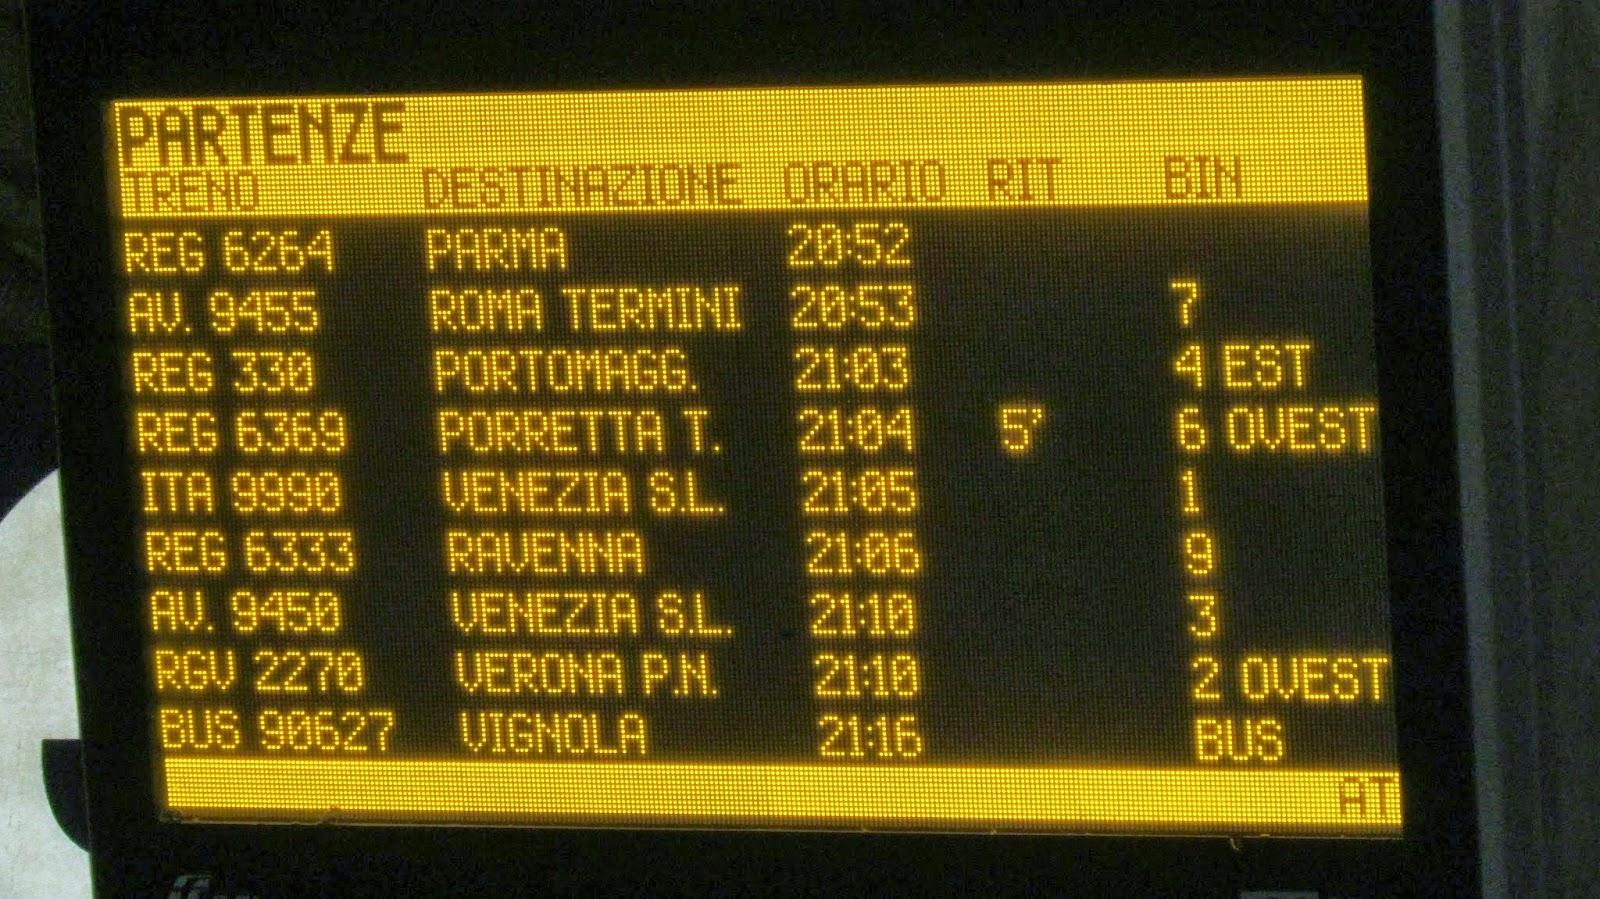 PARTENZE
TRENO DESTINAZIONE ORARIO RIT BIN
REG 6264 PARMA 20:52
AV. 9455 ROMA TERMINI 20:53 7
REG 330 PORTOMAGG. 21:03 4 EST
REG 6369 PORRETTA T. 21:04 5' 6 OVEST
ITA 9990 VENEZIA S.L. 21:05 1
REG 6333 RAVENNA 21:06 9
AV. 9450 VENEZIA S.L. 21:10 3
RGV 2270 VERONA P.N. 21:10 2 OVEST
BUS 90627 VIGNOLA 21:16 BUS
AT